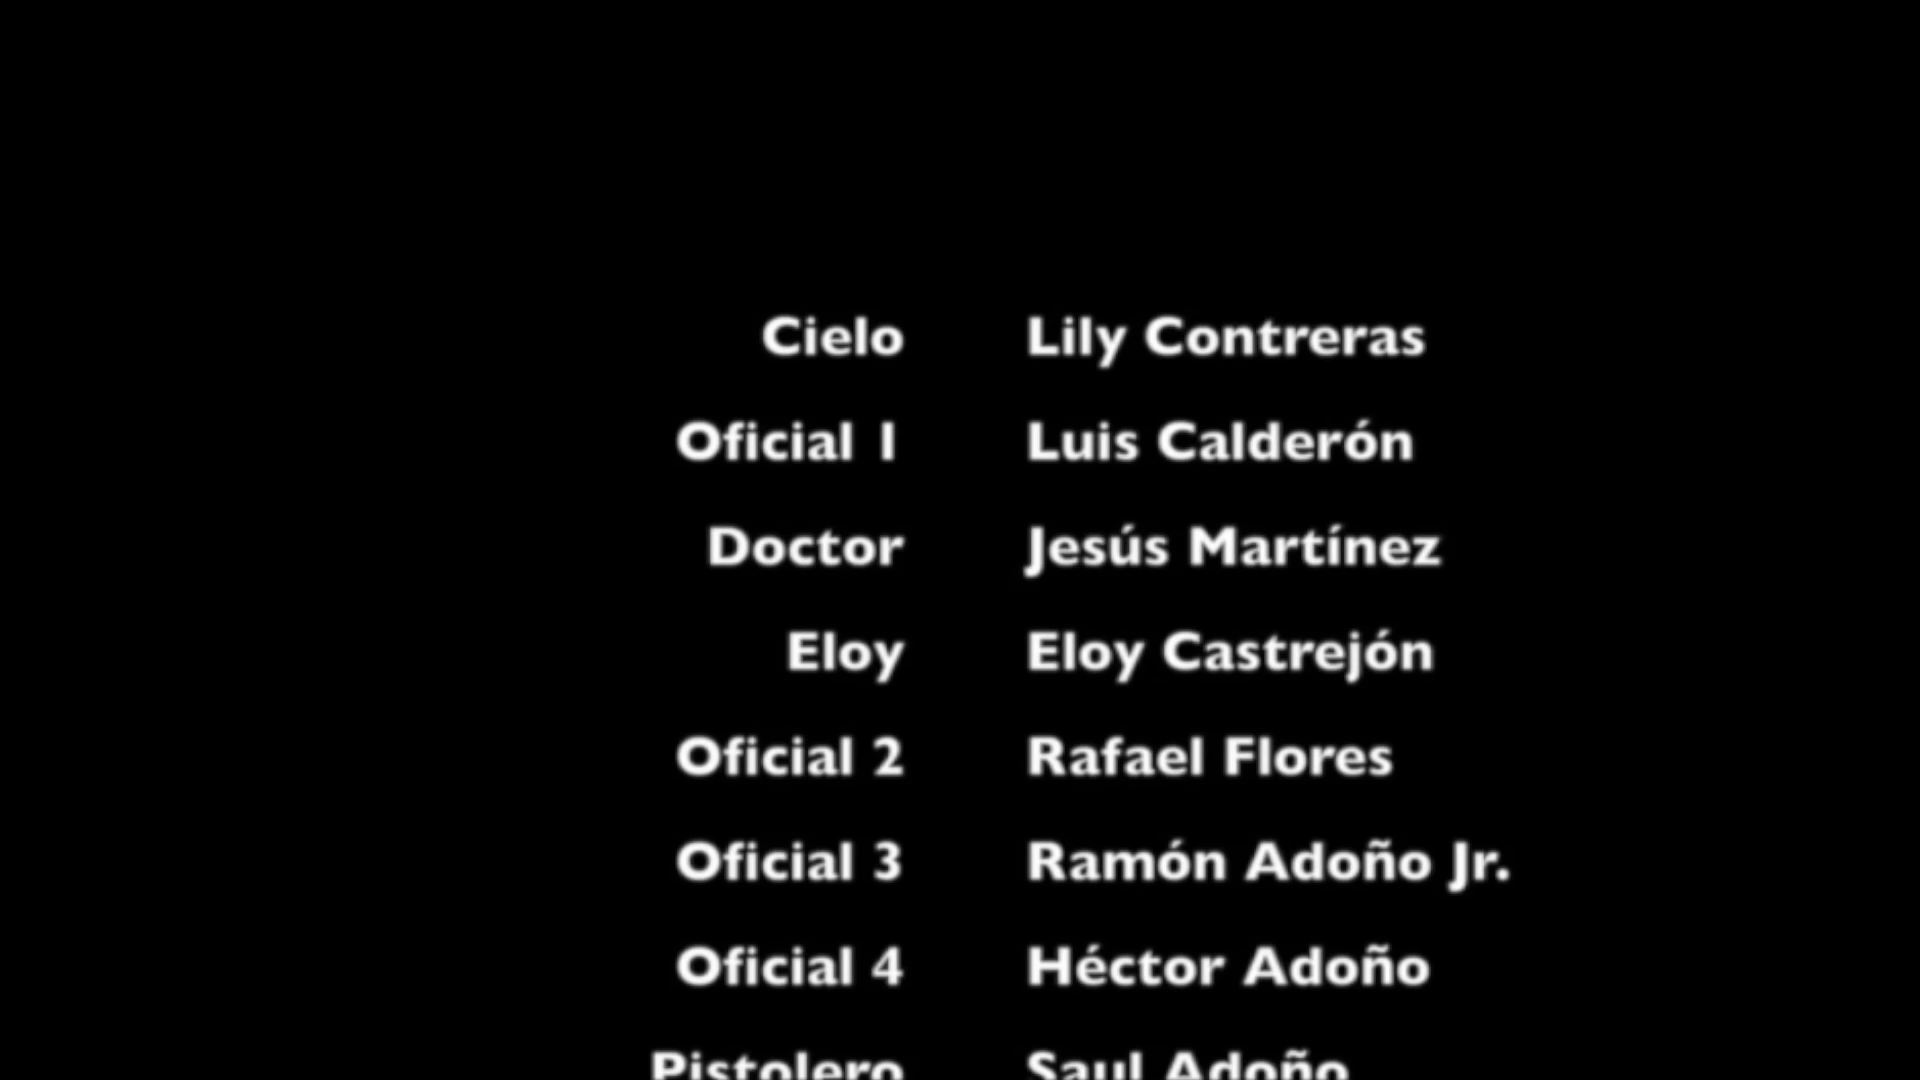 Cielo Lily Contreras
Oficial 1 Luis Calderón
Doctor Jesús Martínez
Eloy Eloy Castrejón
Oficial 2 Rafael Flores
Oficial 3 Ramón Adoño Jr.
Oficial 4 Héctor Adoño
Pistolero Saul Adoño